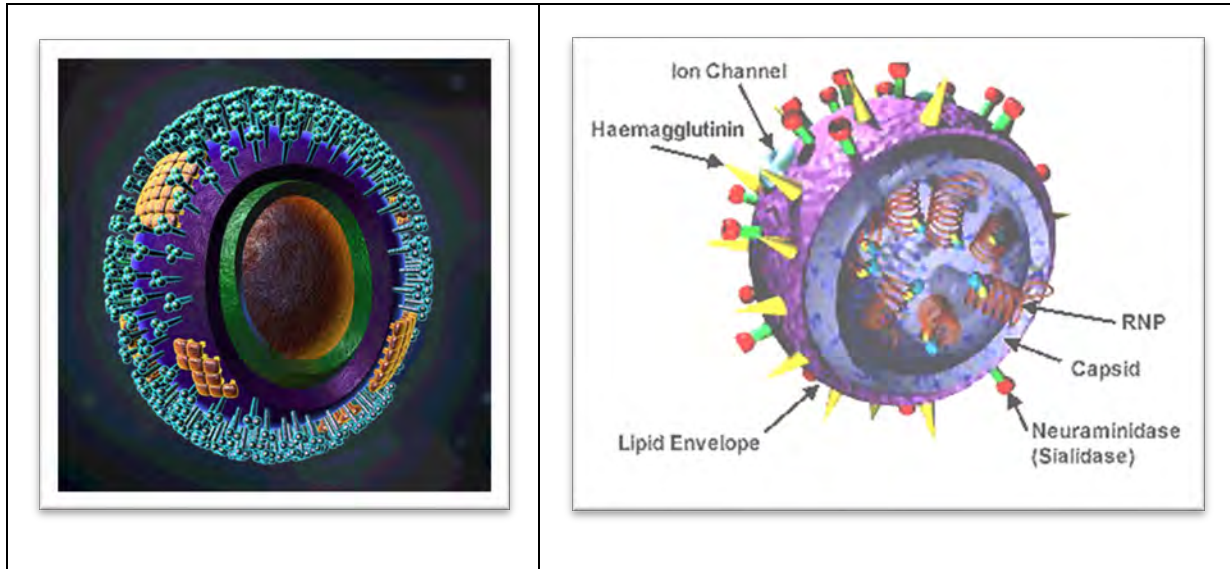 Ion Channel
Haemagglutinin
RNP
Capsid
Neuraminidase
(Sialidase)
Lipid Envelope